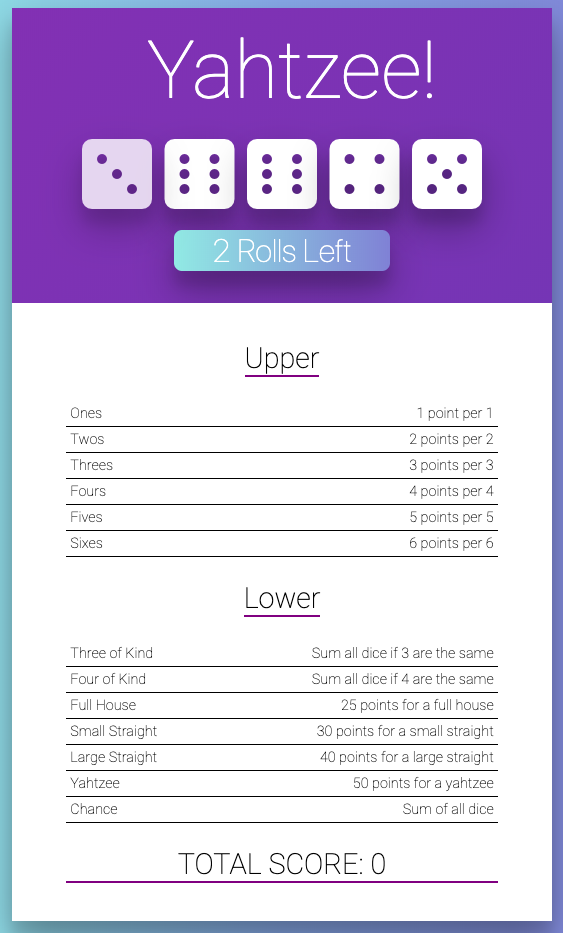 Yahtzee!
2 Rolls Left
Upper
Ones 1 point per 1
Twos 2 points per 2
Threes 3 points per 3
Fours 4 points per 4
Fives 5 points per 5
Sixes 6 points per 6
Lower
Three of Kind Sum all dice if 3 are the same
Four of Kind Sum all dice if 4 are the same
Full House 25 points for a full house
Small Straight 30 points for a small straight
Large Straight 40 points for a large straight
Yahtzee 50 points for a yahtzee
Chance Sum of all dice
TOTAL SCORE: 0